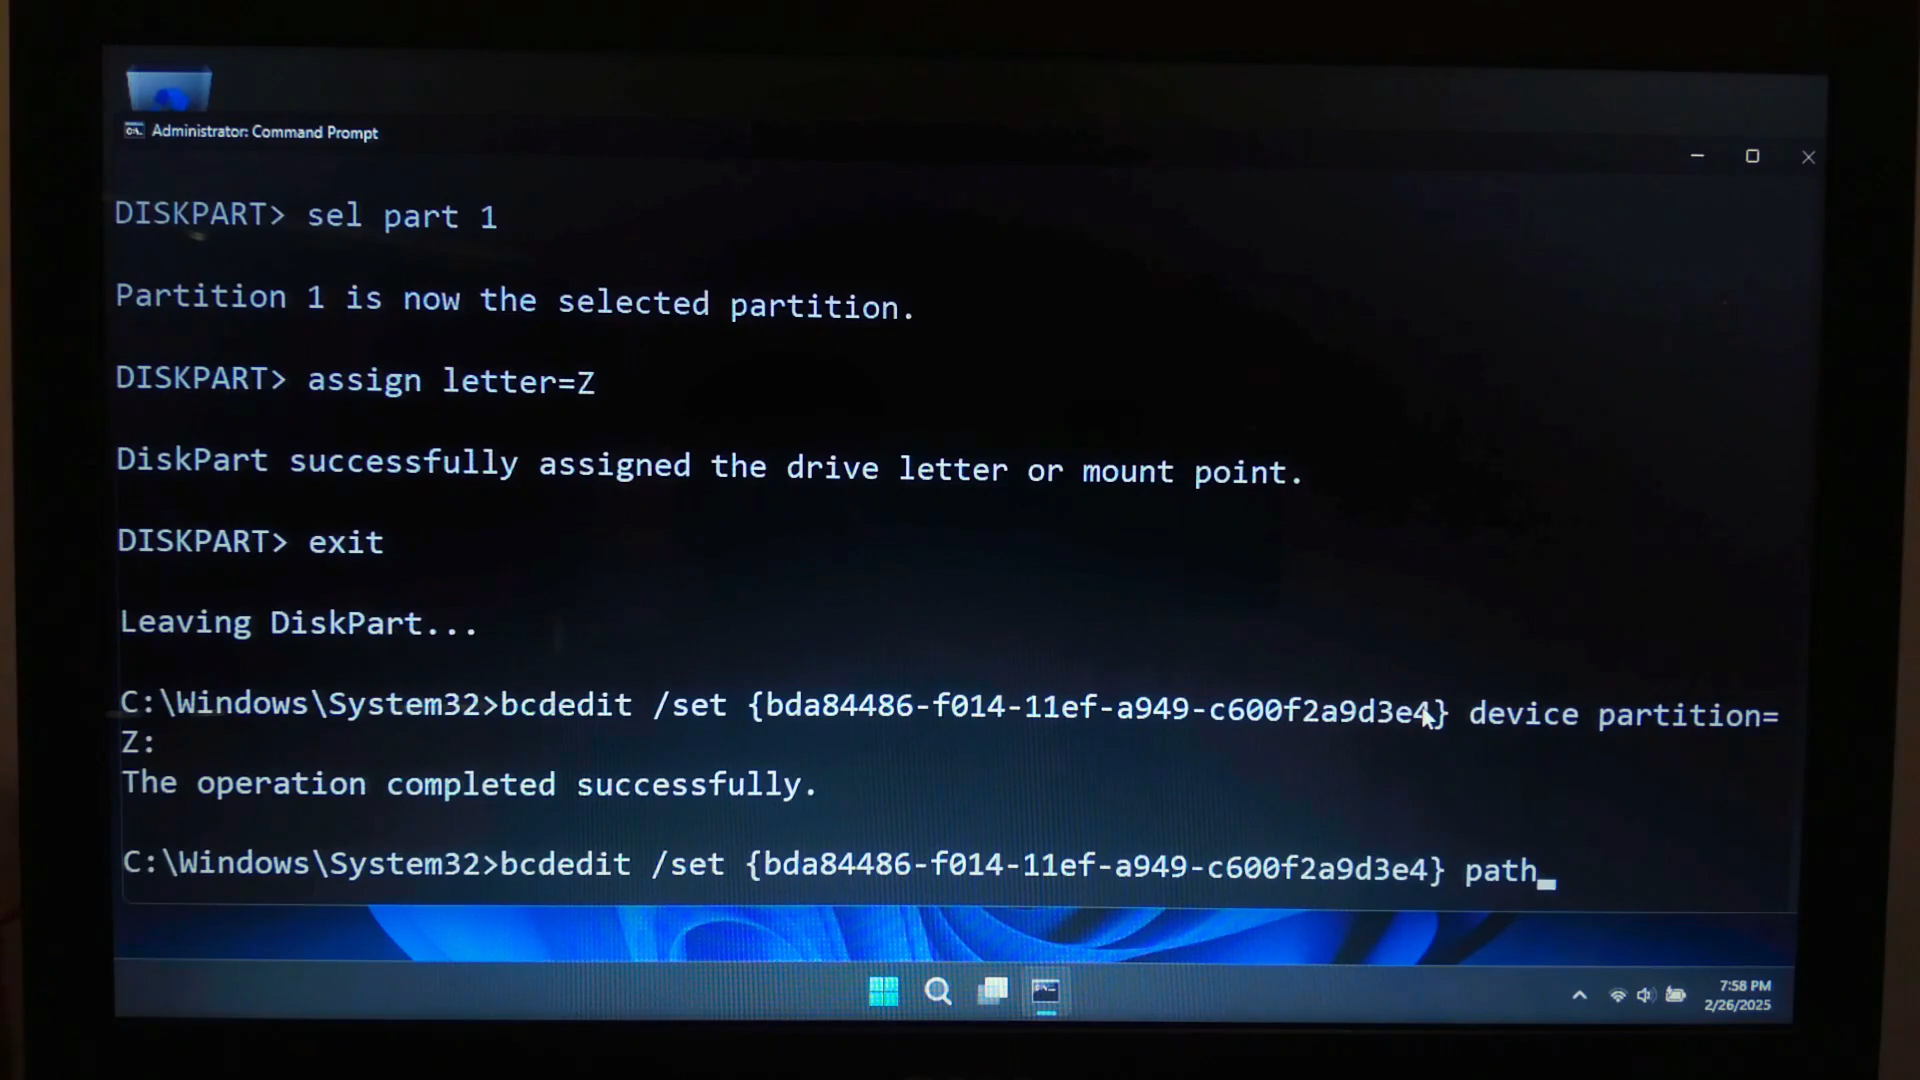 Administrator: Command Prompt
DISKPART> sel part 1
Partition 1 is now the selected partition.
DISKPART> assign letter=Z
DiskPart successfully assigned the drive letter or mount point.
DISKPART> exit
Leaving DiskPart...
C:\Windows\System32>bcdedit /set {bda84486-f014-11ef-a949-c600f2a9d3e4} device partition=
Z:
The operation completed successfully.
C:\Windows\System32>bcdedit /set {bda84486-f014-11ef-a949-c600f2a9d3e4} path
7:58 PM
2/26/2025